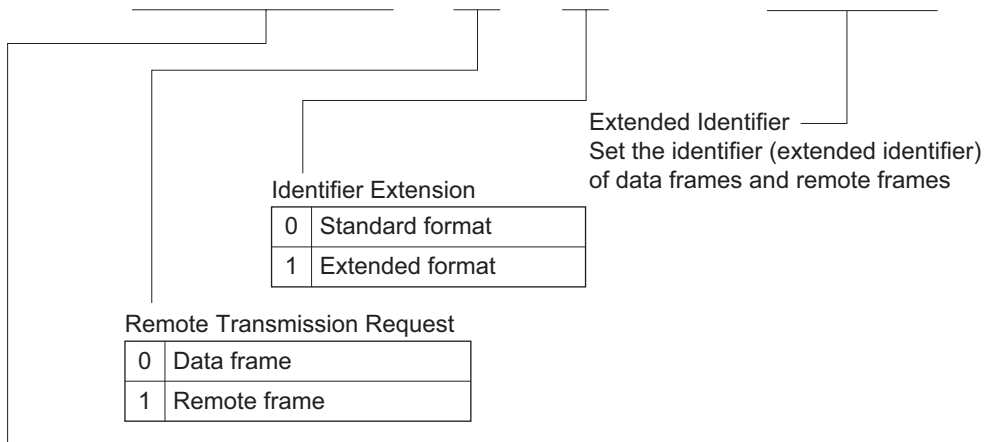 Extended Identifier
Set the identifier (extended identifier)
of data frames and remote frames
Identifier Extension
0 Standard format
1 Extended format
Remote Transmission Request
0 Data frame
1 Remote frame